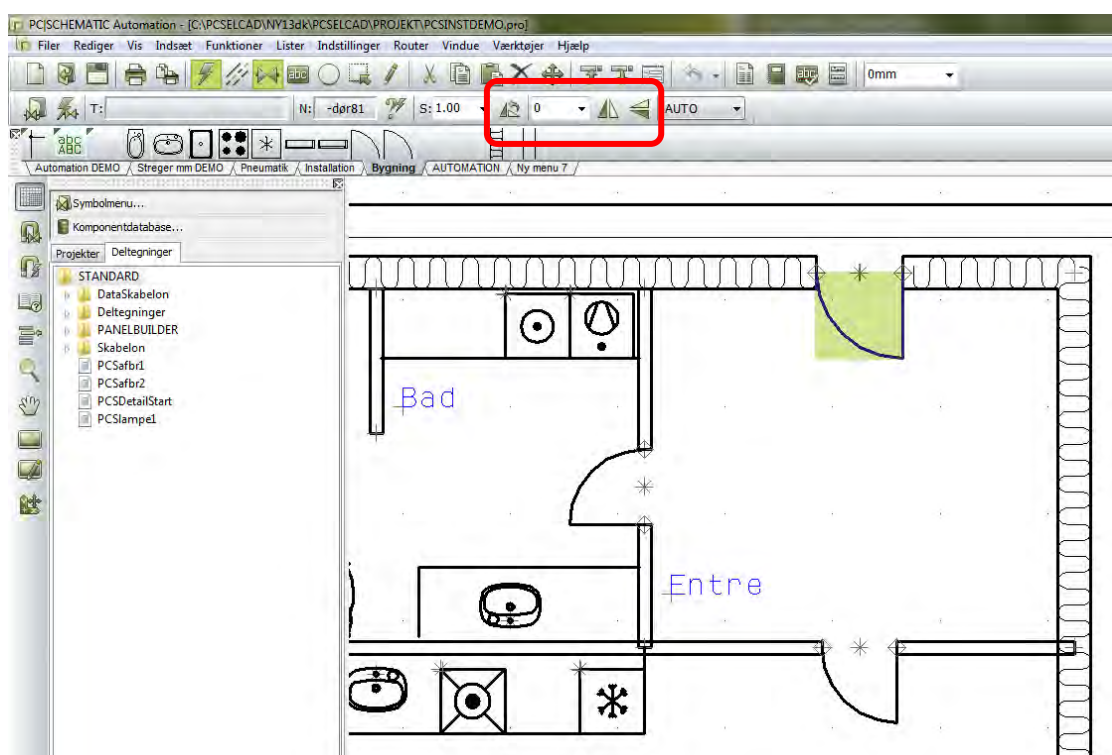 PC|SCHEMATIC Automation - [C:\PCSELCAD\NY13dk\PCSELCAD\PROJEKT\PCSINSTDEMO.pro]
Filer Rediger Vis Indsæt Funktioner Lister Indstillinger Router Vindue Værktøjer Hjælp
abc 0mm
T: N: -dør81 S: 1.00 0 AUTO
abc
ABC
Automation DEMO Streger mm DEMO Pneumatik Installation Bygning AUTOMATION Ny menu 7
Symbolmenu...
Komponentdatabase...
Projekter Deltegninger
STANDARD
DataSkabelon
Deltegninger
PANELBUILDER
Skabelon
PCSafbr1
PCSafbr2
PCSDetailStart
PCSlampe1
Bad
Entre